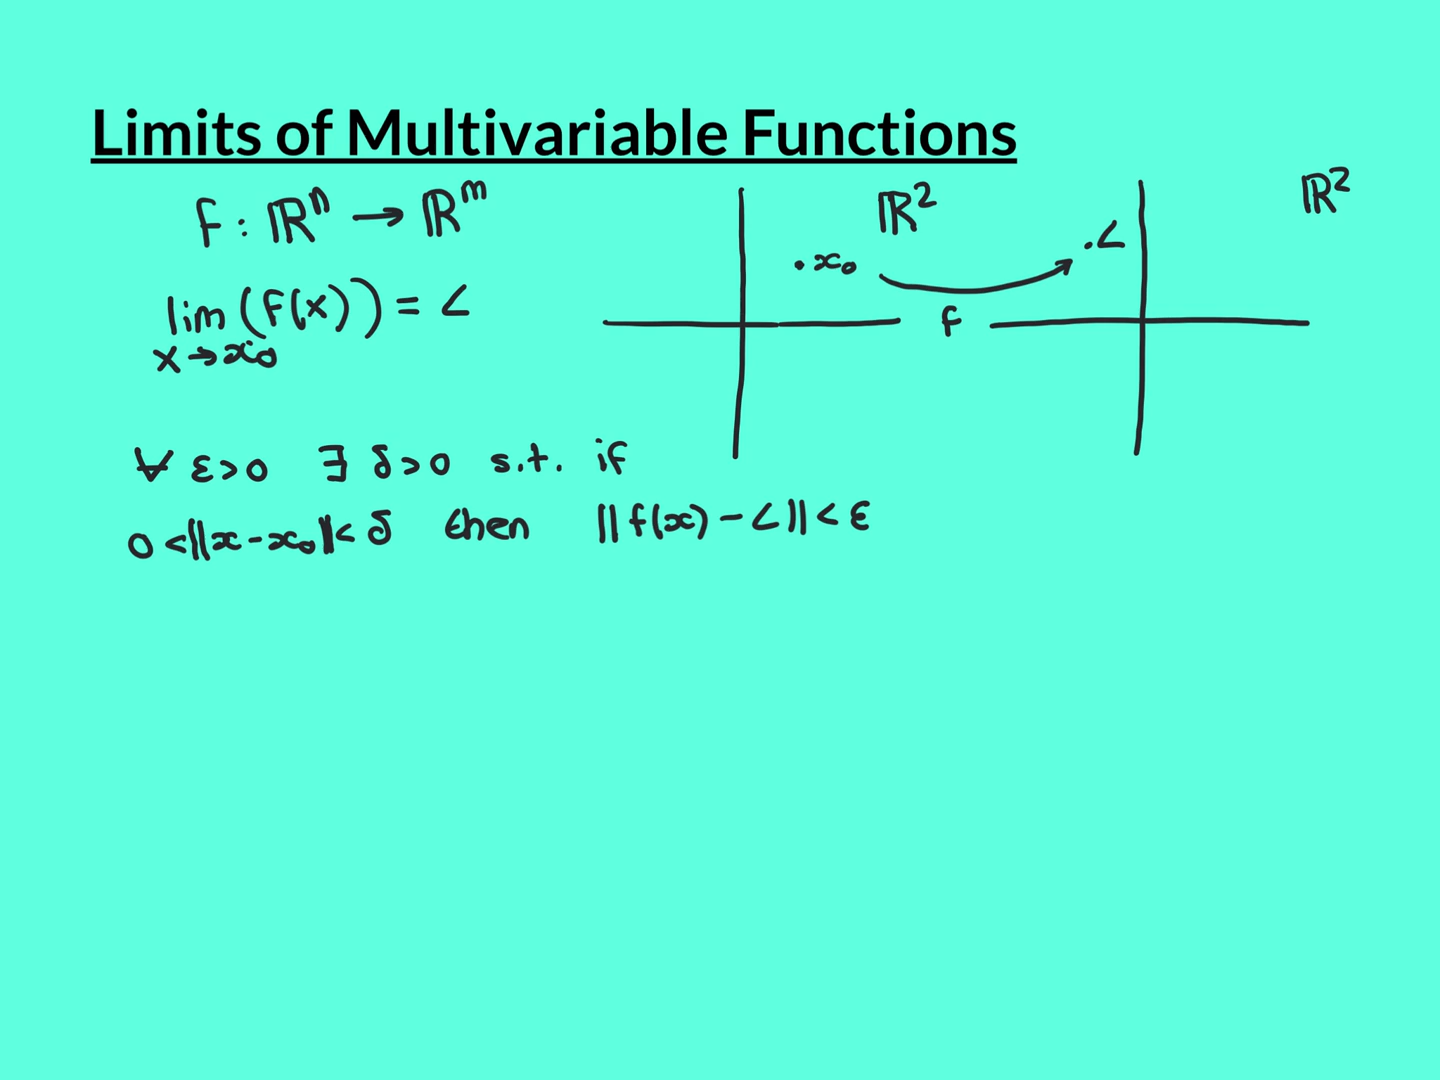 Limits of Multivariable Functions
f : ℝⁿ → ℝᵐ
lim (f(x)) = L
x → x₀
∀ ε>0 ∃ δ>0 s.t. if
0 < ||x - x₀|| < δ then || f(x) - L || < ε
ℝ²
. x₀
f
. L
ℝ²